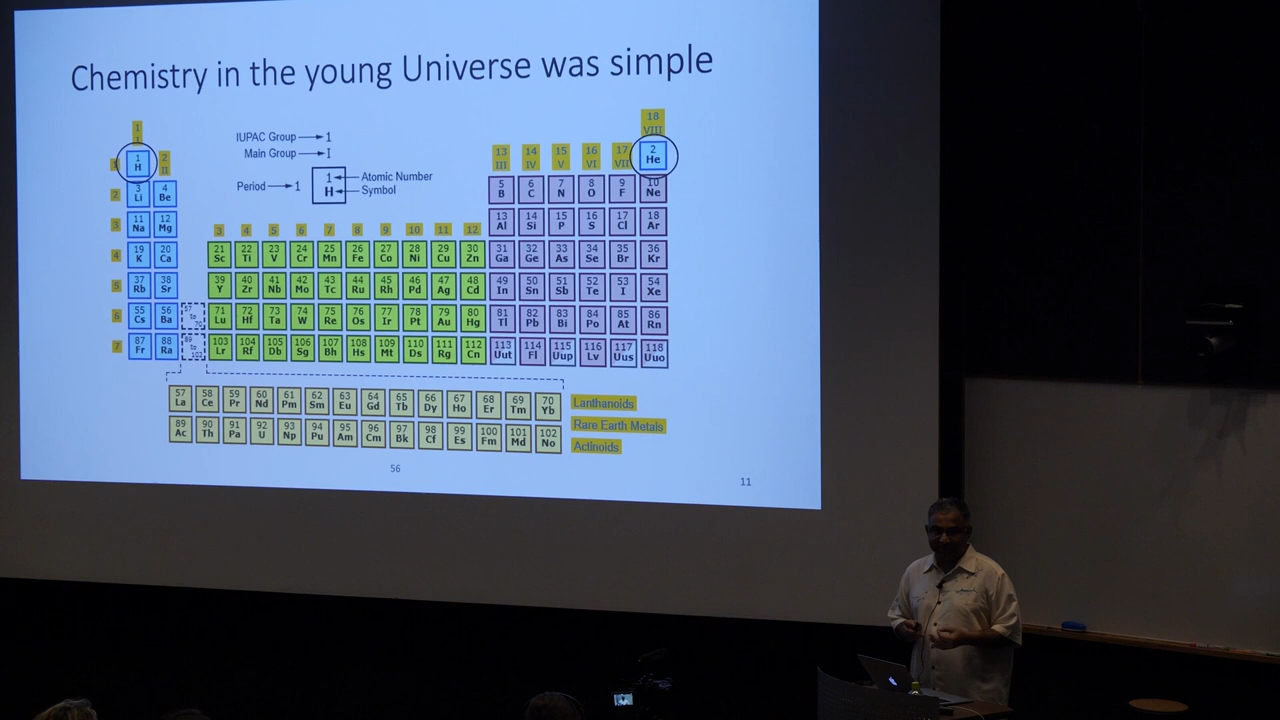 Chemistry in the young Universe was simple
1
I
18
VIII
IUPAC Group 1
Main Group I
Period 1
1 Atomic Number
H Symbol
2
II
13 14 15 16 17
III IV V VI VII
1
1 2
H He
2
3 4 5 6 7 8 9 10
Li Be B C N O F Ne
3
11 12 13 14 15 16 17 18
Na Mg Al Si P S Cl Ar
3 4 5 6 7 8 9 10 11 12
4
19 20 21 22 23 24 25 26 27 28 29 30 31 32 33 34 35 36
K Ca Sc Ti V Cr Mn Fe Co Ni Cu Zn Ga Ge As Se Br Kr
5
37 38 39 40 41 42 43 44 45 46 47 48 49 50 51 52 53 54
Rb Sr Y Zr Nb Mo Tc Ru Rh Pd Ag Cd In Sn Sb Te I Xe
6
55 56 57 to 70 71 72 73 74 75 76 77 78 79 80 81 82 83 84 85 86
Cs Ba Lu Hf Ta W Re Os Ir Pt Au Hg Tl Pb Bi Po At Rn
7
87 88 89 to 102 103 104 105 106 107 108 109 110 111 112 113 114 115 116 117 118
Fr Ra Lr Rf Db Sg Bh Hs Mt Ds Rg Cn Uut Fl Uup Lv Uus Uuo
57 58 59 60 61 62 63 64 65 66 67 68 69 70
La Ce Pr Nd Pm Sm Eu Gd Tb Dy Ho Er Tm Yb
Lanthanoids
Rare Earth Metals
89 90 91 92 93 94 95 96 97 98 99 100 101 102
Ac Th Pa U Np Pu Am Cm Bk Cf Es Fm Md No
Actinoids
56
11